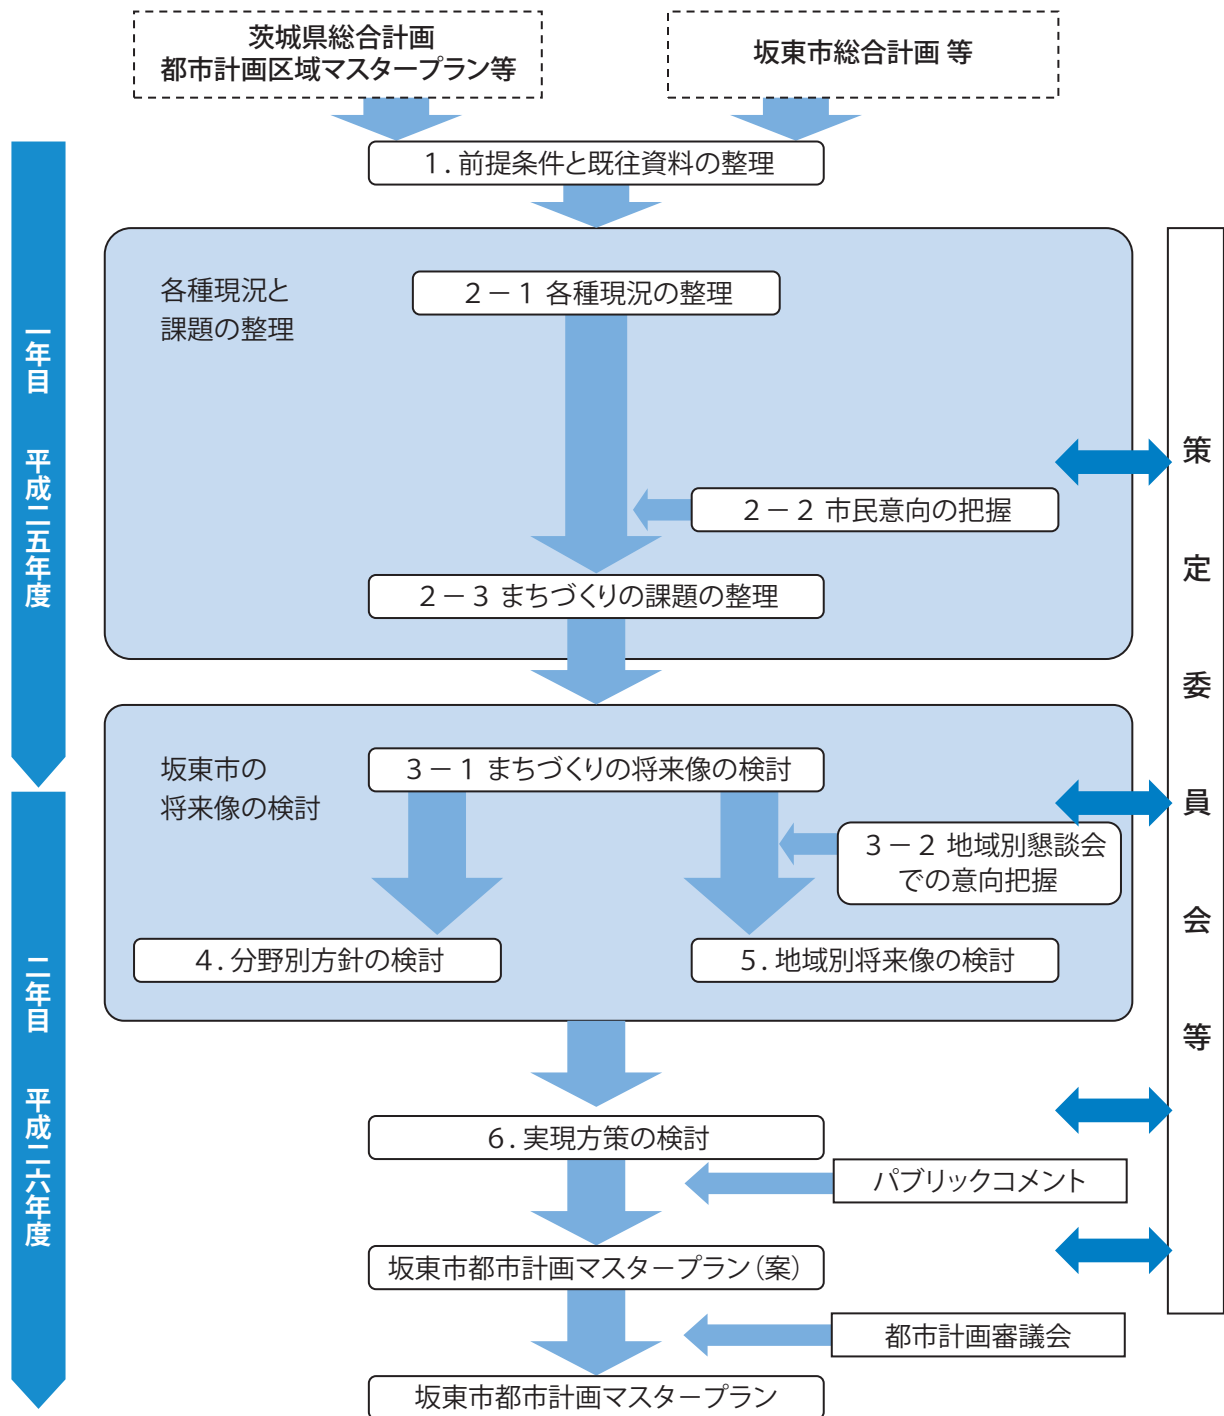 茨城県総合計画
都市計画区域マスタープラン等
坂東市総合計画 等
1．前提条件と既往資料の整理
各種現況と
課題の整理
2－1 各種現況の整理
2－2 市民意向の把握
2－3 まちづくりの課題の整理
坂東市の
将来像の検討
3－1 まちづくりの将来像の検討
3－2 地域別懇談会
での意向把握
4．分野別方針の検討
5．地域別将来像の検討
6．実現方策の検討
パブリックコメント
坂東市都市計画マスタープラン（案）
都市計画審議会
坂東市都市計画マスタープラン
一年目 平成二五年度
二年目 平成二六年度
策定委員会等